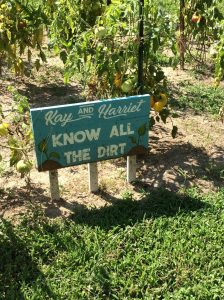 Kay AND Harriet
KNOW ALL
THE DIRT